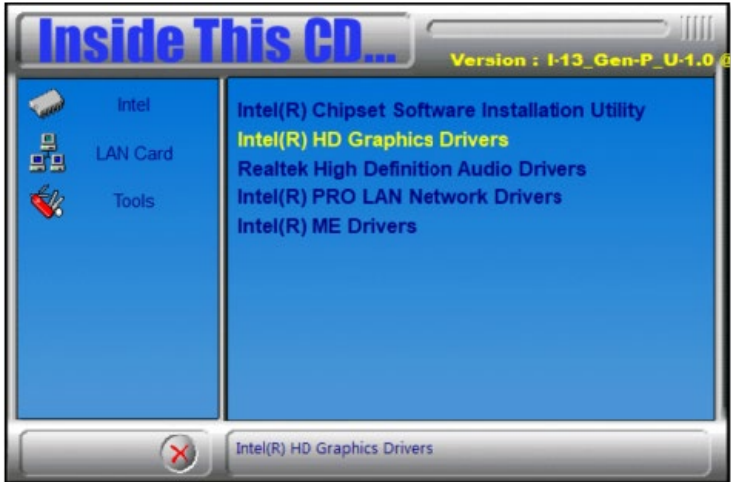 Inside This CD...
Version : I-13_Gen-P_U-1.0 @
Intel
LAN Card
Tools
Intel(R) Chipset Software Installation Utility
Intel(R) HD Graphics Drivers
Realtek High Definition Audio Drivers
Intel(R) PRO LAN Network Drivers
Intel(R) ME Drivers
Intel(R) HD Graphics Drivers